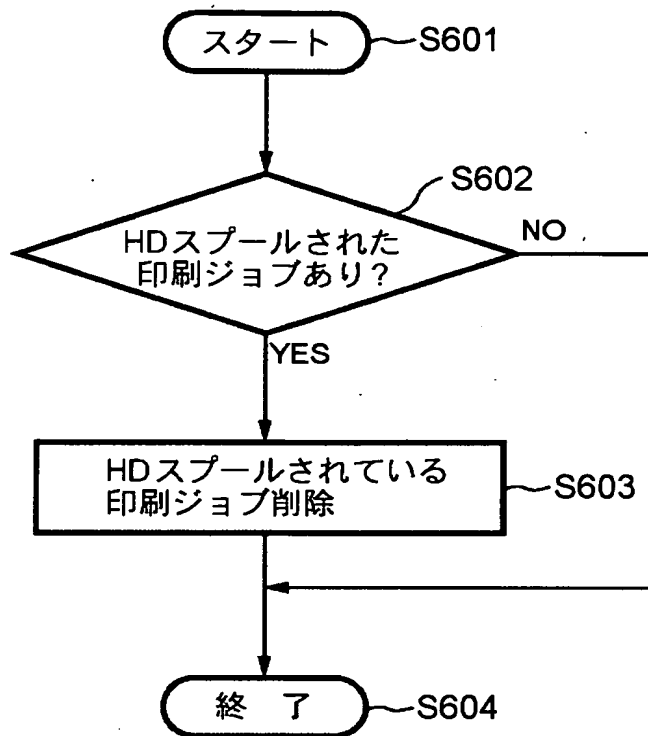 スタート
S601
S602
HDスプールされた
印刷ジョブあり？
NO
YES
HDスプールされている
印刷ジョブ削除
S603
終 了
S604